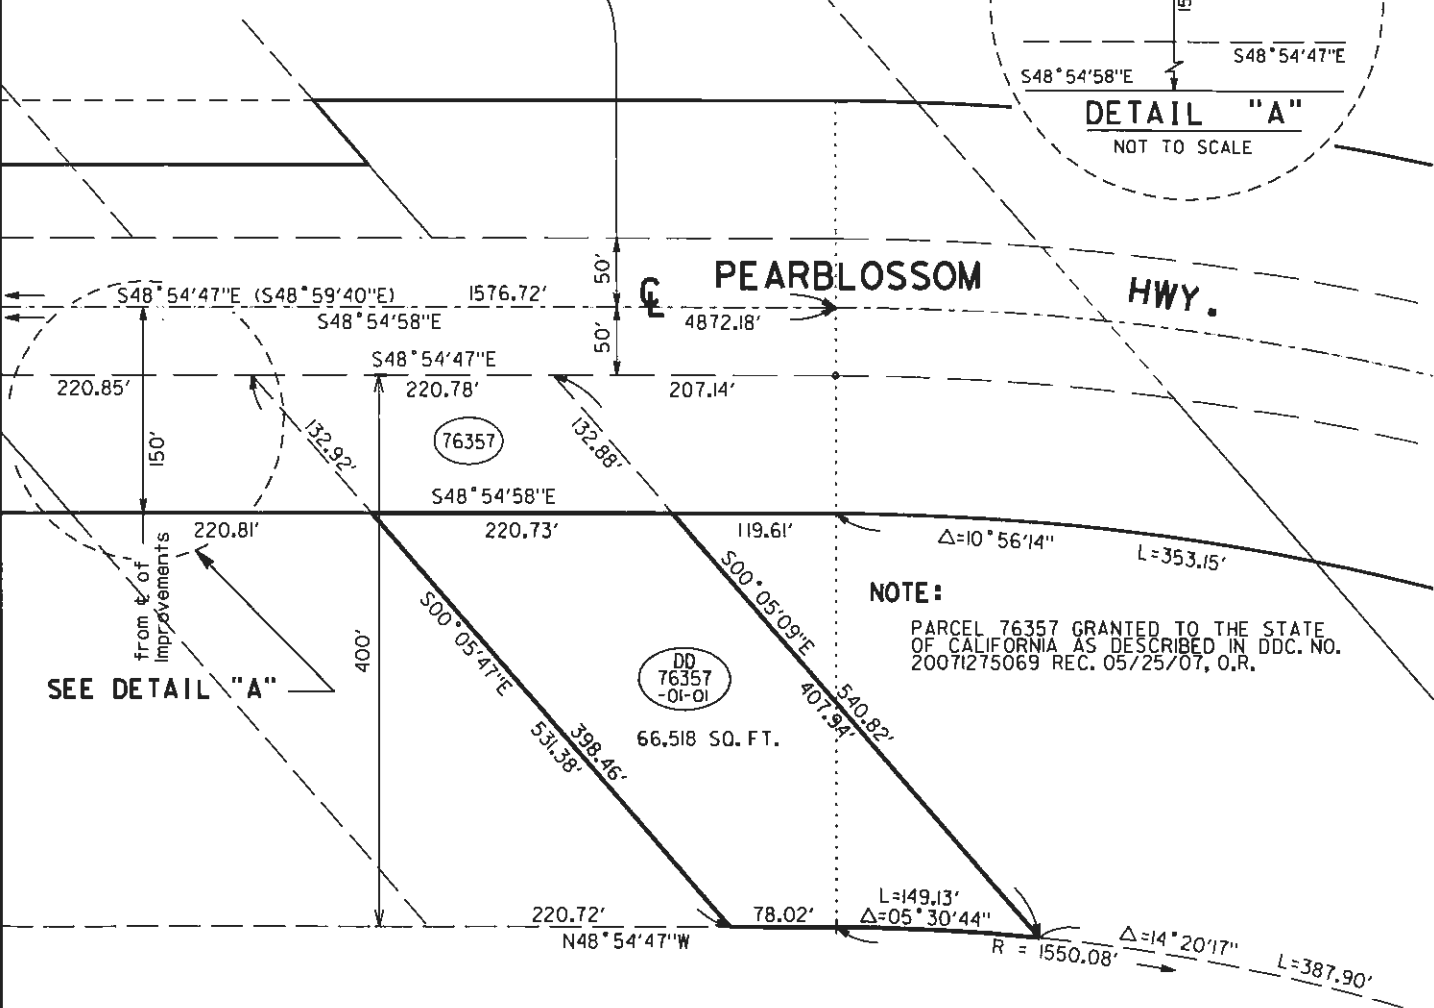 15
S48°54'47"E
S48°54'58"E
DETAIL "A"
NOT TO SCALE
50'
PEARBLOSSOM HWY.
S48°54'47"E (S48°59'40"E) 1576.72'
℄
S48°54'58"E
4872.18'
50'
S48°54'47"E
220.85'
220.78'
207.14'
132.92'
76357
132.88'
150'
S48°54'58"E
220.81'
220.73'
119.61'
Δ=10°56'14"
L=353.15'
from ℄ of
Improvements
S00°05'09"E
NOTE:
PARCEL 76357 GRANTED TO THE STATE
OF CALIFORNIA AS DESCRIBED IN DDC. NO.
20071275069 REC. 05/25/07, O.R.
400'
S00°05'47"E
DD
76357
-01-01
SEE DETAIL "A"
540.82'
407.94'
66,518 SQ. FT.
398.46'
531.38'
L=149.13'
Δ=05°30'44"
220.72'
78.02'
N48°54'47"W
R = 1550.08'
Δ=14°20'17"
L=387.90'